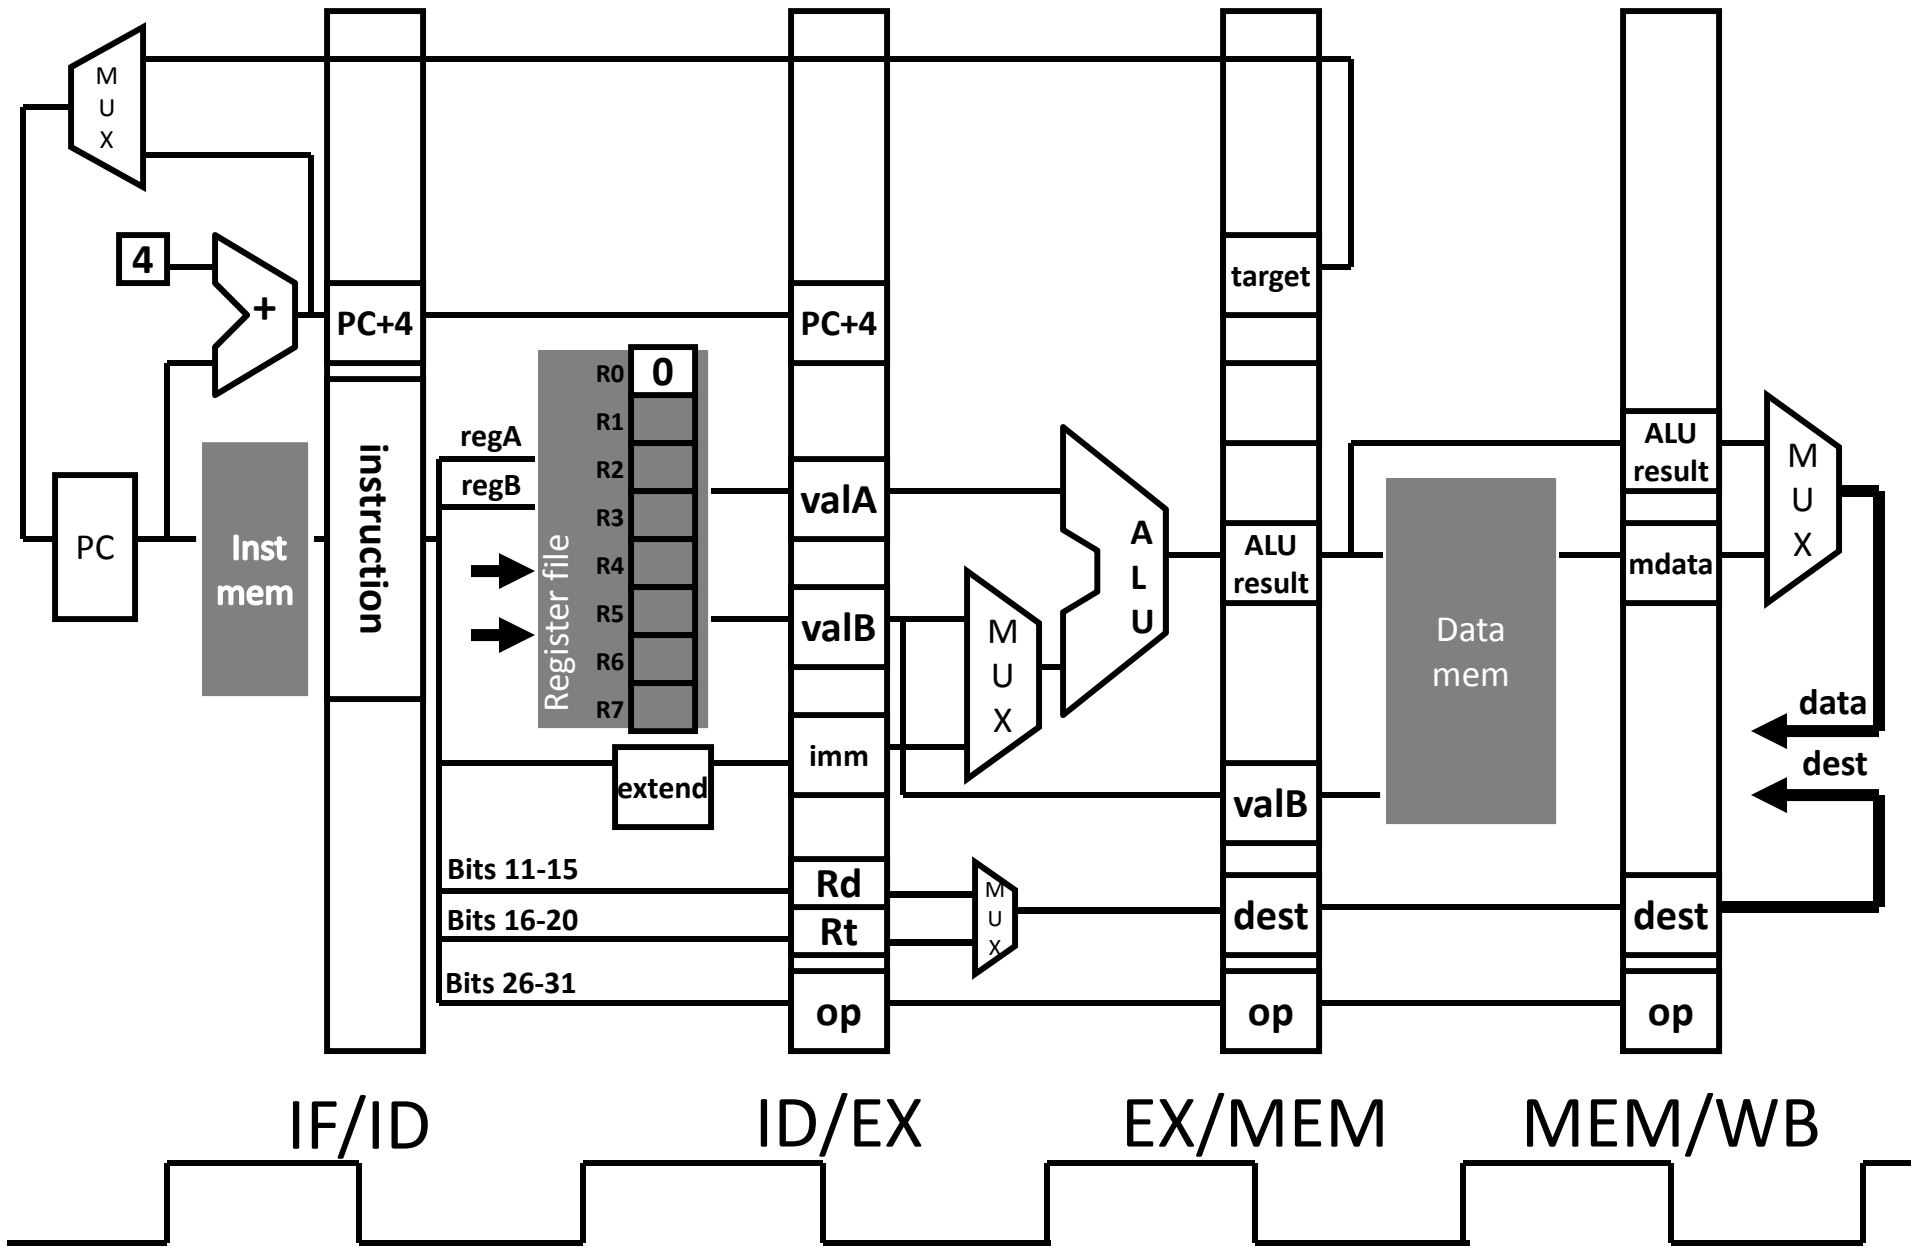 M
U
X
4
+
PC+4
PC
Inst
mem
instruction
regA
regB
Register file
R0
0
R1
R2
R3
R4
R5
R6
R7
extend
Bits 11-15
Bits 16-20
Bits 26-31
PC+4
valA
valB
imm
Rd
Rt
op
M
U
X
M
U
X
A
L
U
target
ALU
result
valB
dest
op
Data
mem
ALU
result
mdata
dest
op
M
U
X
data
dest
IF/ID
ID/EX
EX/MEM
MEM/WB